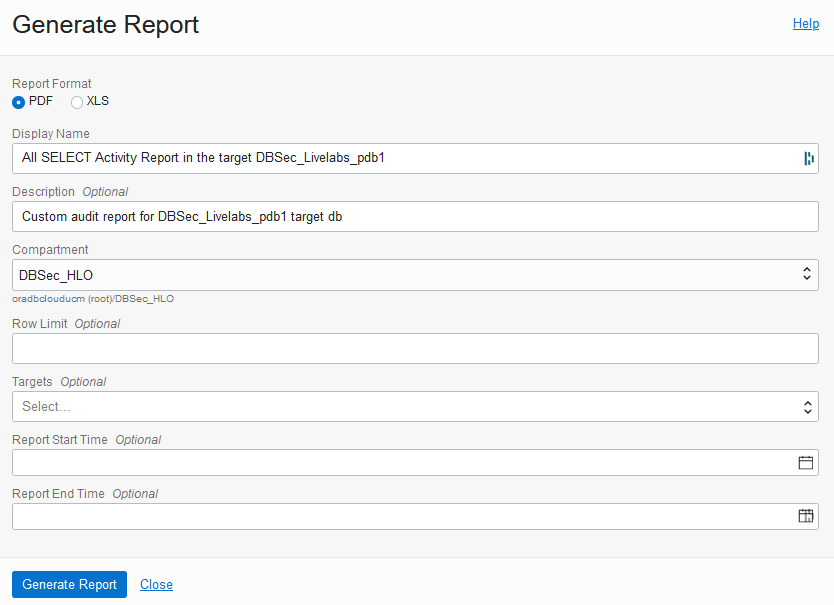 Generate Report
Help
Report Format
PDF XLS
Display Name
All SELECT Activity Report in the target DBSec_Livelabs_pdb1
Description Optional
Custom audit report for DBSec_Livelabs_pdb1 target db
Compartment
DBSec_HLO
oradbclouducm (root)/DBSec_HLO
Row Limit Optional
Targets Optional
Select...
Report Start Time Optional
Report End Time Optional
Generate Report Close